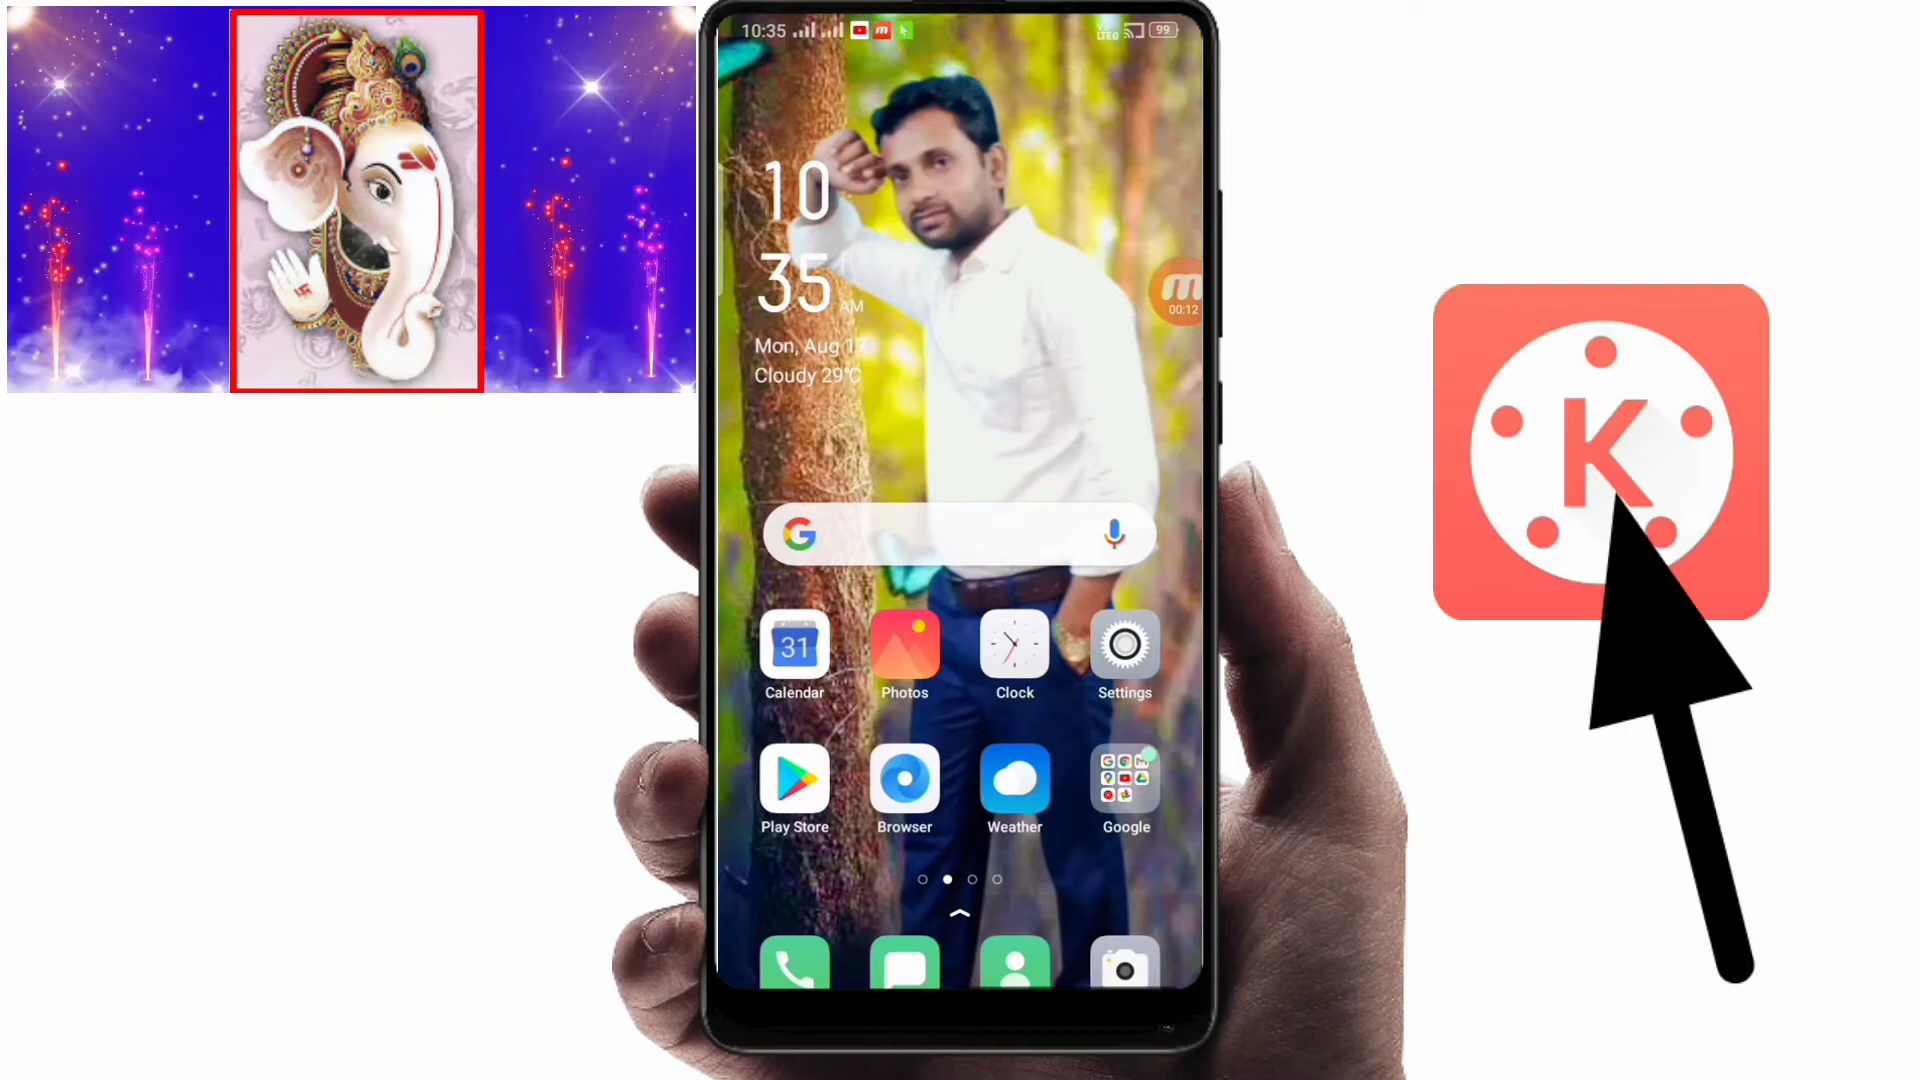 10:35
99
10
35 AM
Mon, Aug 17
Cloudy 29°C
m
00:12
G
31
Calendar
Photos
Clock
Settings
Play Store
Browser
Weather
Google
K